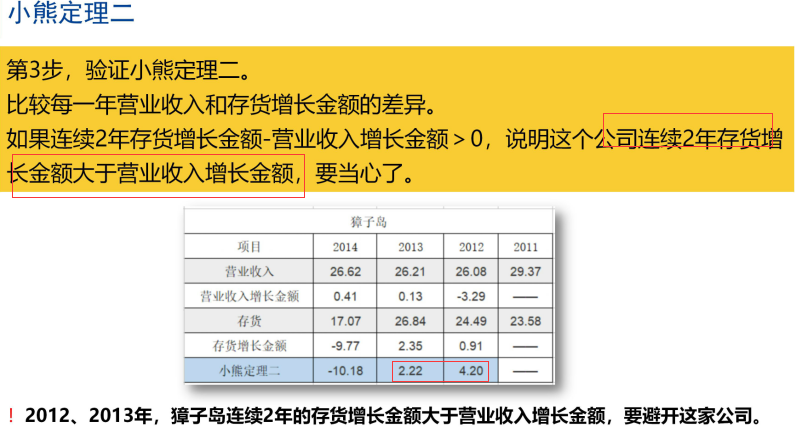 小熊定理二
第3步，验证小熊定理二。
比较每一年营业收入和存货增长金额的差异。
如果连续2年存货增长金额-营业收入增长金额＞0，说明这个公司连续2年存货增
长金额大于营业收入增长金额，要当心了。
獐子岛
项目 2014 2013 2012 2011
营业收入 26.62 26.21 26.08 29.37
营业收入增长金额 0.41 0.13 -3.29 ——
存货 17.07 26.84 24.49 23.58
存货增长金额 -9.77 2.35 0.91 ——
小熊定理二 -10.18 2.22 4.20 ——
！2012、2013年，獐子岛连续2年的存货增长金额大于营业收入增长金额，要避开这家公司。